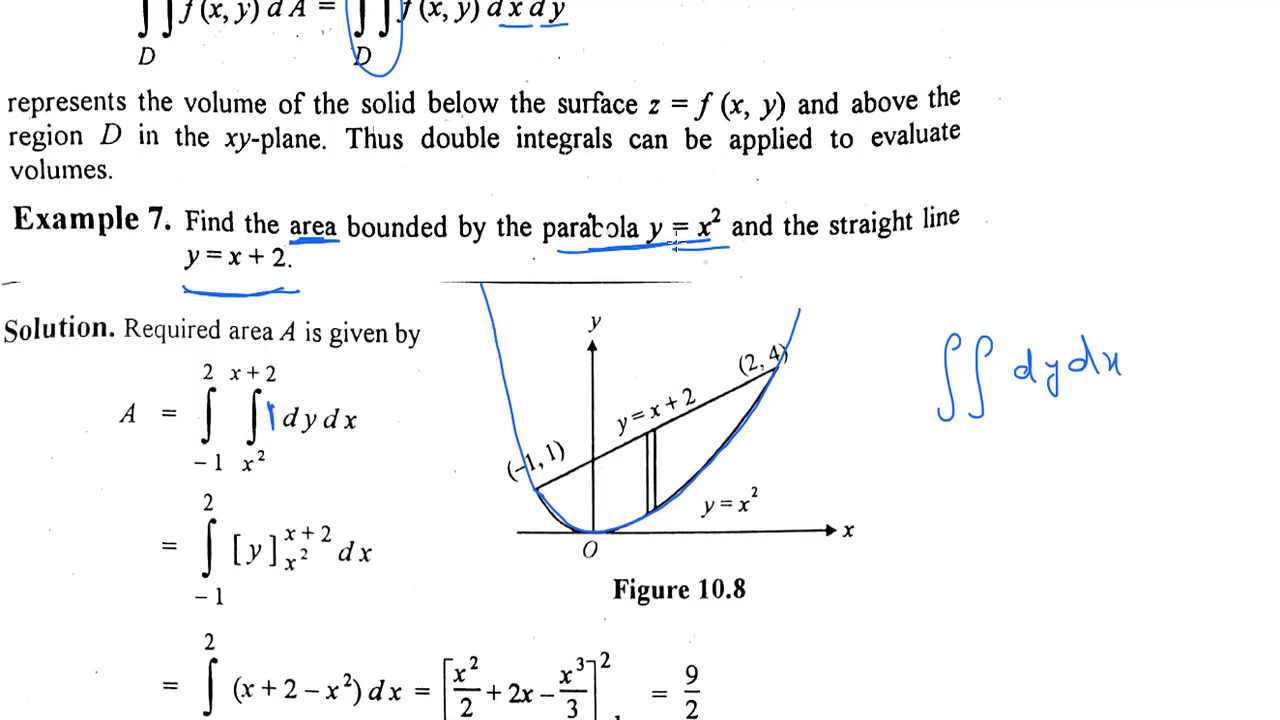 ∫∫ f (x, y) d A = ∫∫ f (x, y) d x d y
D D
represents the volume of the solid below the surface z = f (x, y) and above the
region D in the xy-plane. Thus double integrals can be applied to evaluate
volumes.
Example 7. Find the area bounded by the parabola y = x² and the straight line
y = x + 2.
Solution. Required area A is given by
2 x + 2
A = ∫ ∫ 1 d y d x
– 1 x²
2
= ∫ [ y ] x + 2 x² d x
– 1
2
= ∫ (x + 2 – x²) d x = [x²/2 + 2x – x³/3]² = 9/2
y
(2, 4)
y = x + 2
(–1, 1)
y = x²
x
O
Figure 10.8
∫∫ dy dx